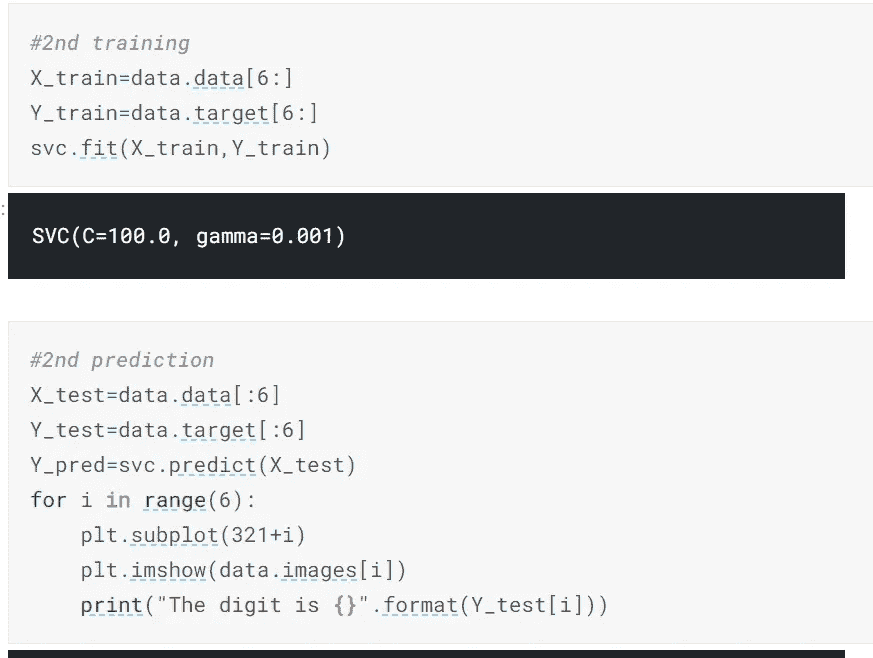 #2nd training
X_train=data.data[6:]
Y_train=data.target[6:]
svc.fit(X_train,Y_train)
:
SVC(C=100.0, gamma=0.001)
#2nd prediction
X_test=data.data[:6]
Y_test=data.target[:6]
Y_pred=svc.predict(X_test)
for i in range(6):
    plt.subplot(321+i)
    plt.imshow(data.images[i])
    print("The digit is {}".format(Y_test[i]))